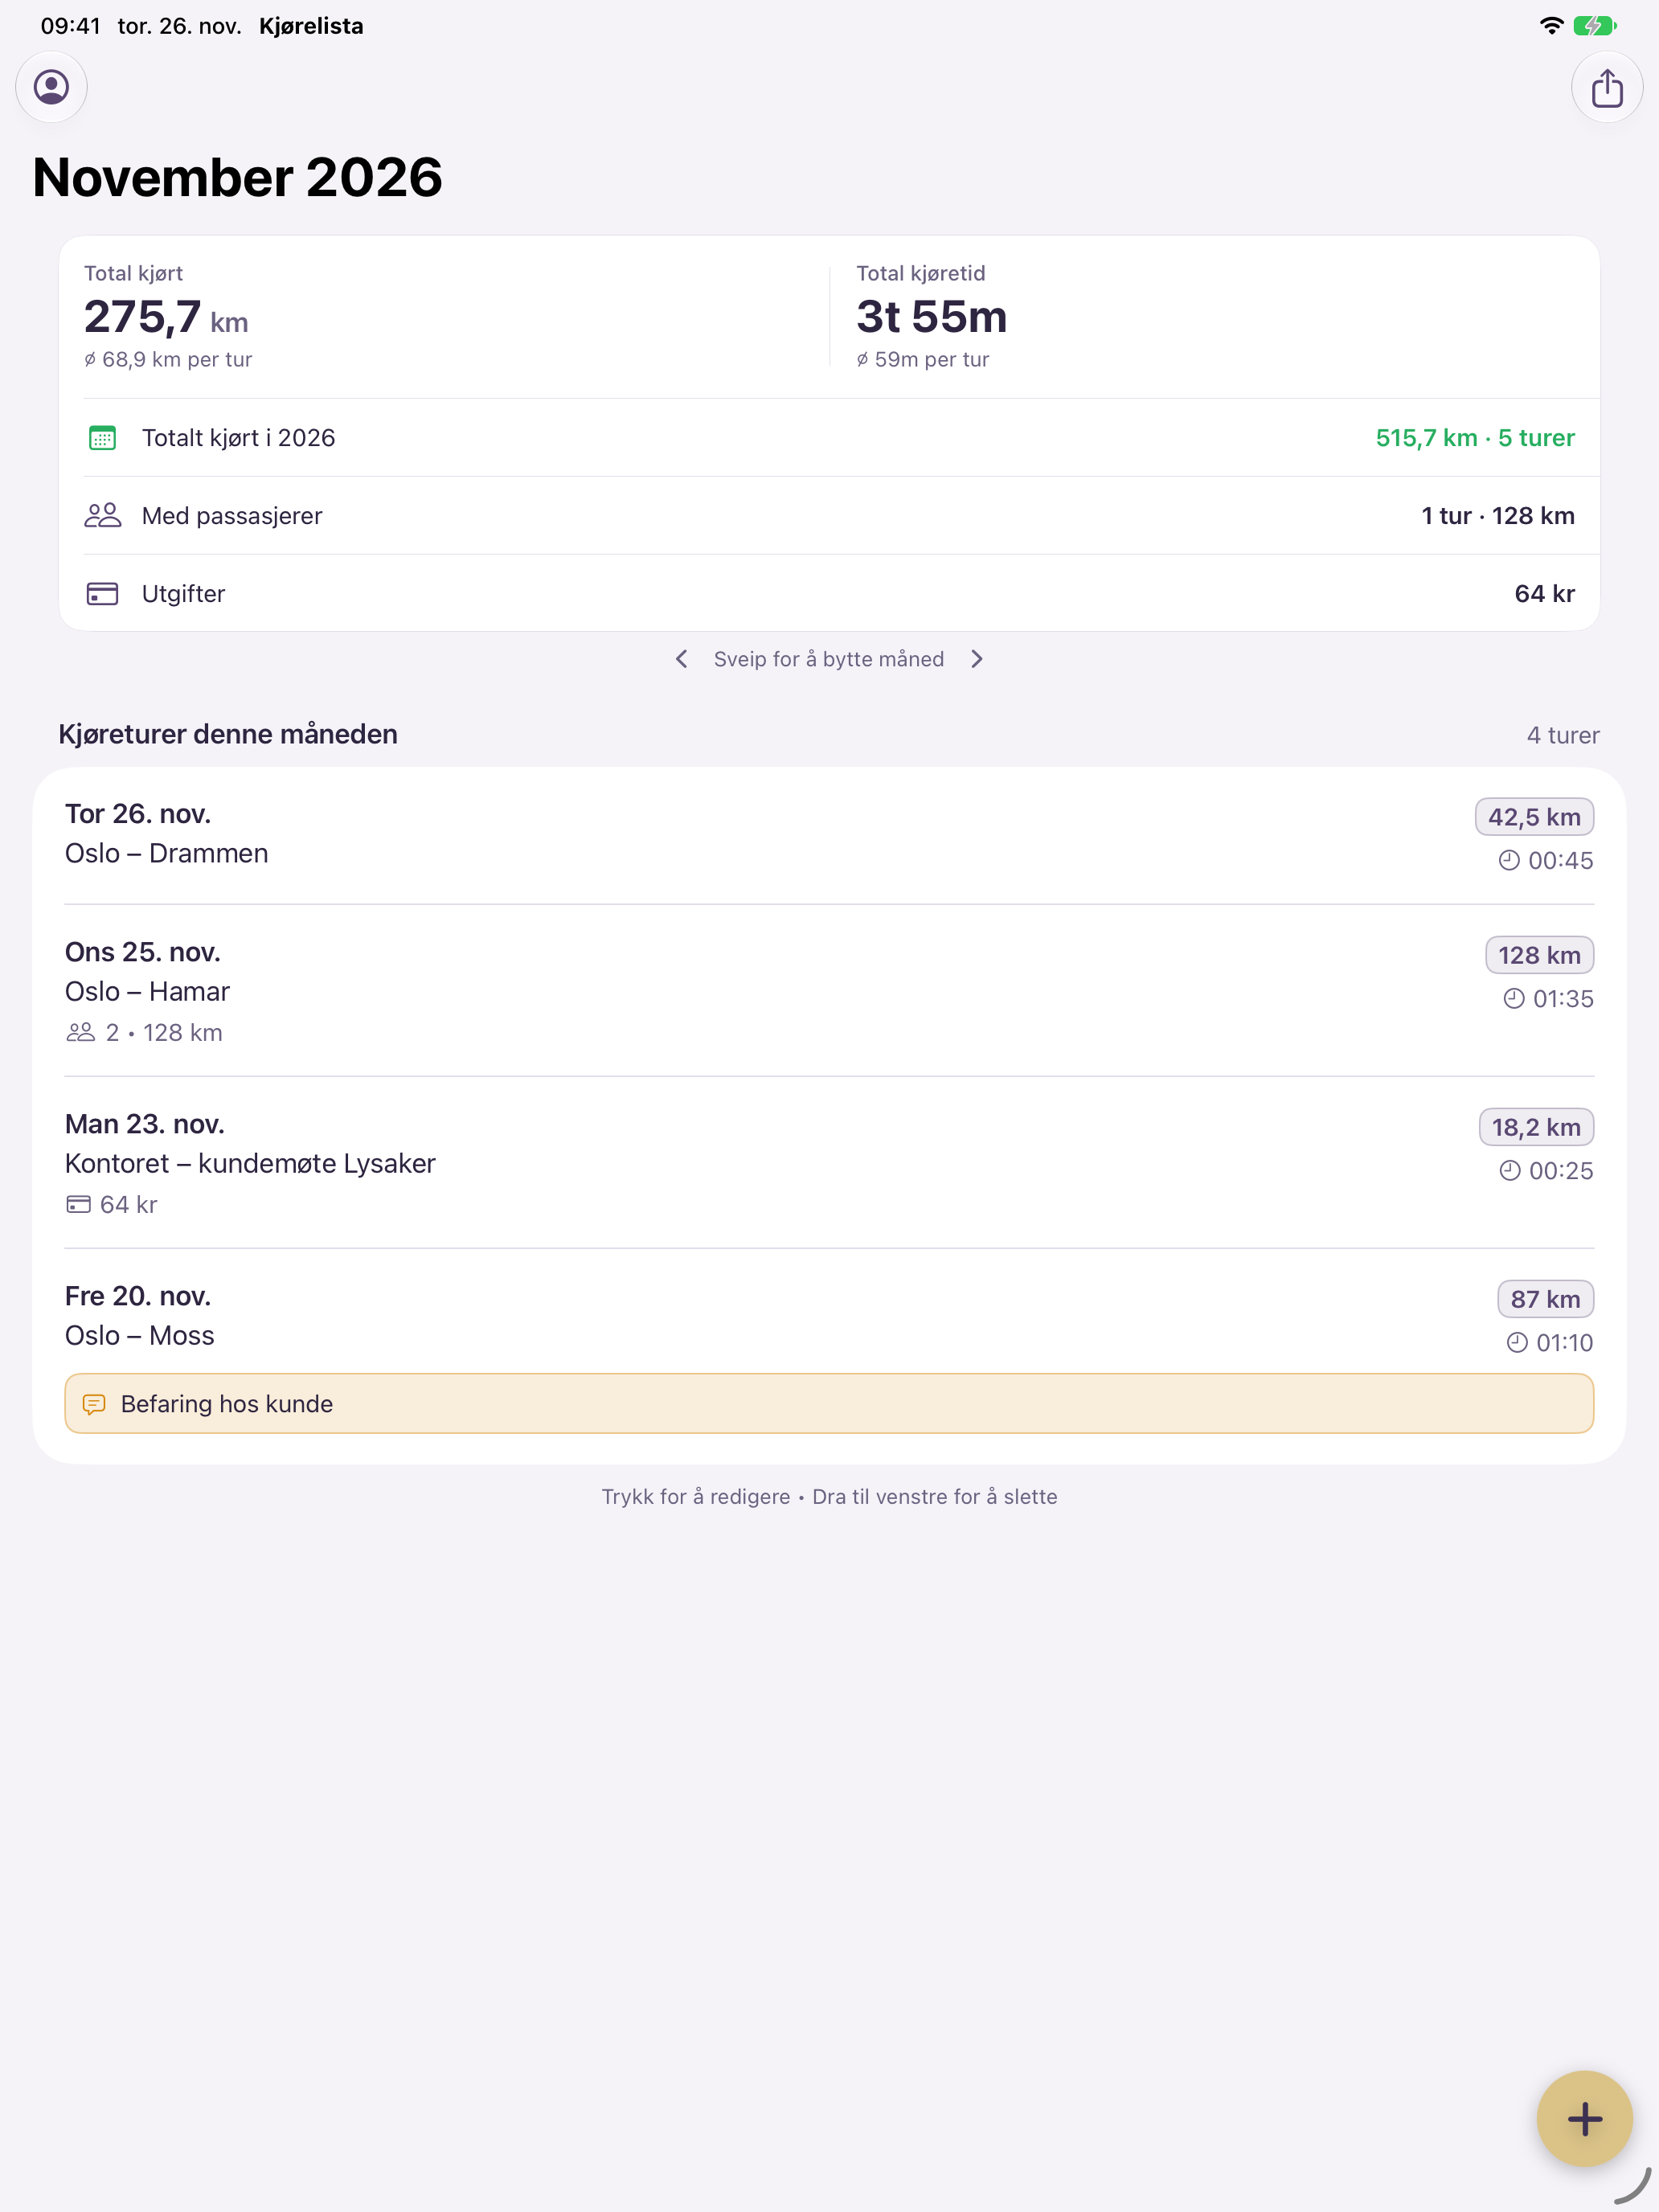 09:41 tor. 26. nov. Kjørelista
November 2026
Total kjørt
275,7 km
⌀ 68,9 km per tur
Total kjøretid
3t 55m
⌀ 59m per tur
Totalt kjørt i 2026
515,7 km · 5 turer
Med passasjerer
1 tur · 128 km
Utgifter
64 kr
Sveip for å bytte måned
Kjøreturer denne måneden
4 turer
Tor 26. nov.
42,5 km
Oslo – Drammen
00:45
Ons 25. nov.
128 km
Oslo – Hamar
01:35
2 • 128 km
Man 23. nov.
18,2 km
Kontoret – kundemøte Lysaker
00:25
64 kr
Fre 20. nov.
87 km
Oslo – Moss
01:10
Befaring hos kunde
Trykk for å redigere • Dra til venstre for å slette